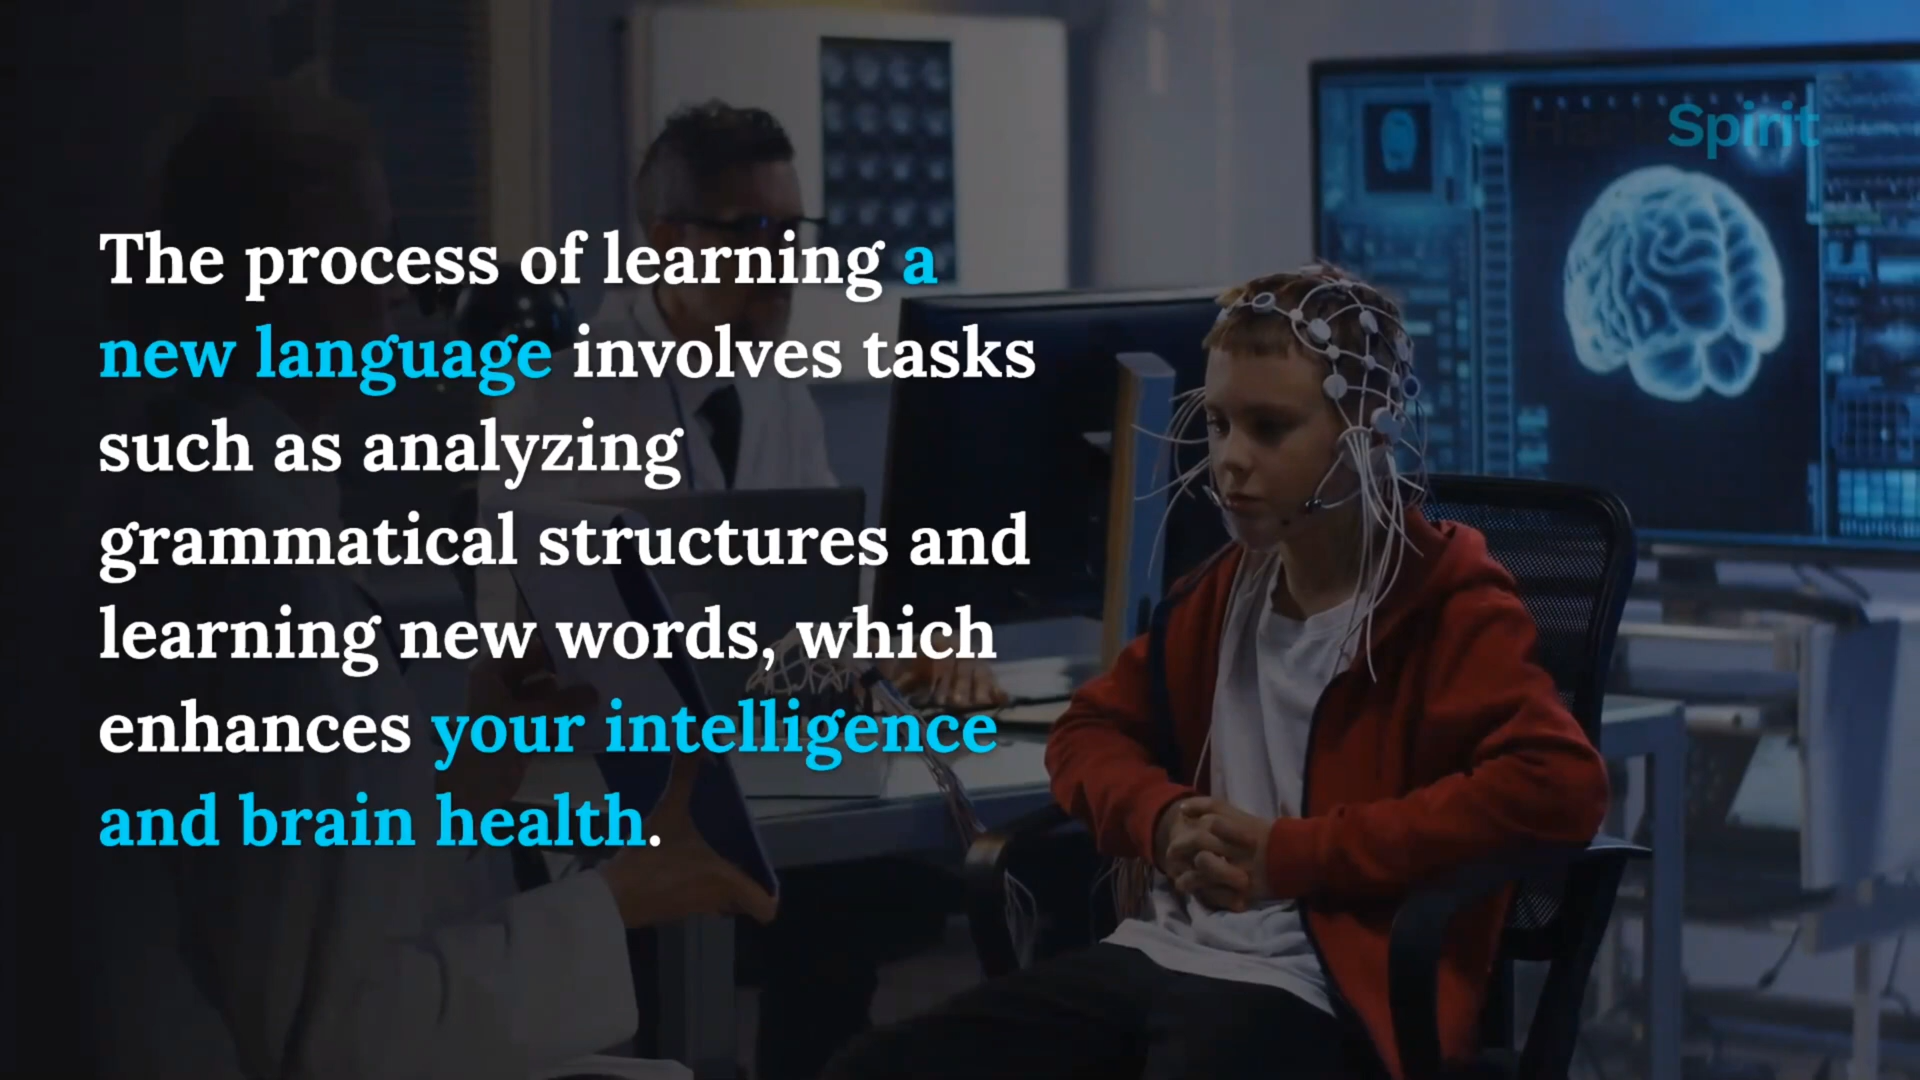 Hack Spirit
The process of learning a
new language involves tasks
such as analyzing
grammatical structures and
learning new words, which
enhances your intelligence
and brain health.